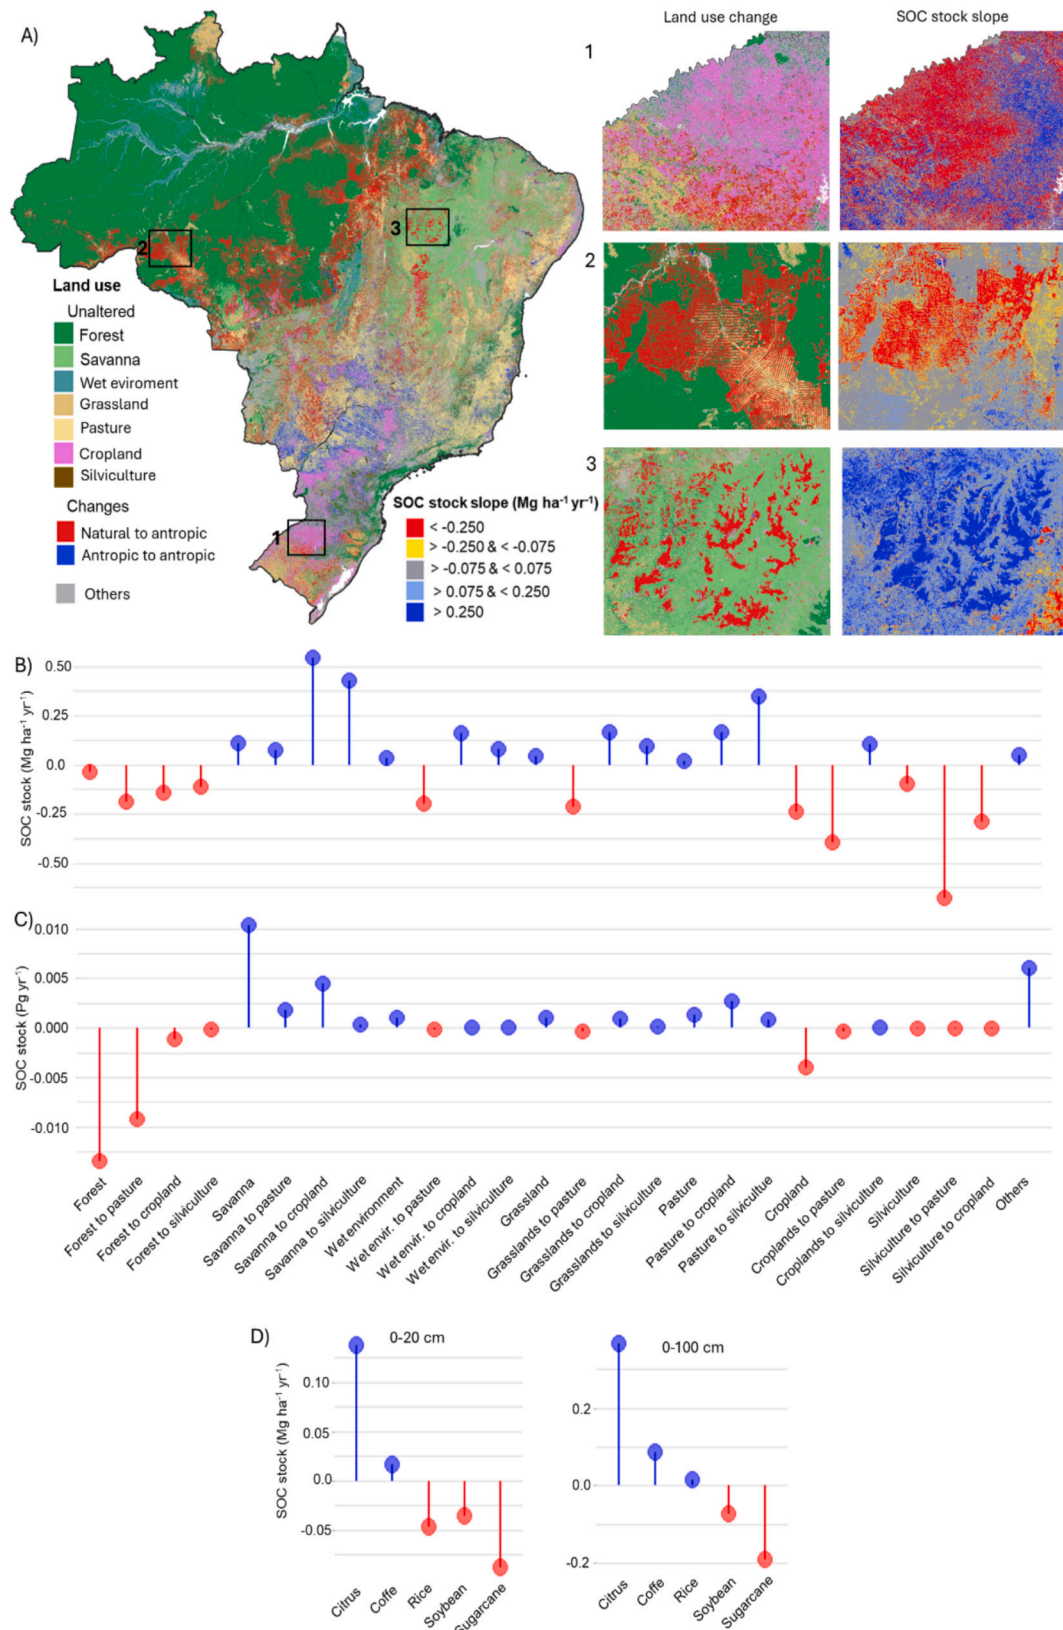 A)
Land use change
SOC stock slope
1
2
3
2
3
1
Land use
Unaltered
Forest
Savanna
Wet eviroment
Grassland
Pasture
Cropland
Silviculture
Changes
Natural to antropic
Antropic to antropic
Others
SOC stock slope (Mg ha⁻¹ yr⁻¹)
< -0.250
> -0.250 & < -0.075
> -0.075 & < 0.075
> 0.075 & < 0.250
> 0.250
B)
SOC stock (Mg ha⁻¹ yr⁻¹)
0.50
0.25
0.0
-0.25
-0.50
C)
SOC stock (Pg yr⁻¹)
0.010
0.005
0.000
-0.005
-0.010
Forest
Forest to pasture
Forest to cropland
Forest to silviculture
Savanna
Savanna to pasture
Savanna to cropland
Savanna to silviculture
Wet environment
Wet envir. to pasture
Wet envir. to cropland
Wet envir. to silviculture
Grassland
Grasslands to pasture
Grasslands to cropland
Grasslands to silviculture
Pasture
Pasture to cropland
Pasture to silviculture
Cropland
Croplands to pasture
Croplands to silviculture
Silviculture
Silviculture to pasture
Silviculture to cropland
Others
D)
0-20 cm
SOC stock (Mg ha⁻¹ yr⁻¹)
0.10
0.05
0.0
-0.05
Citrus
Coffe
Rice
Soybean
Sugarcane
0-100 cm
0.2
0.0
-0.2
Citrus
Coffe
Rice
Soybean
Sugarcane